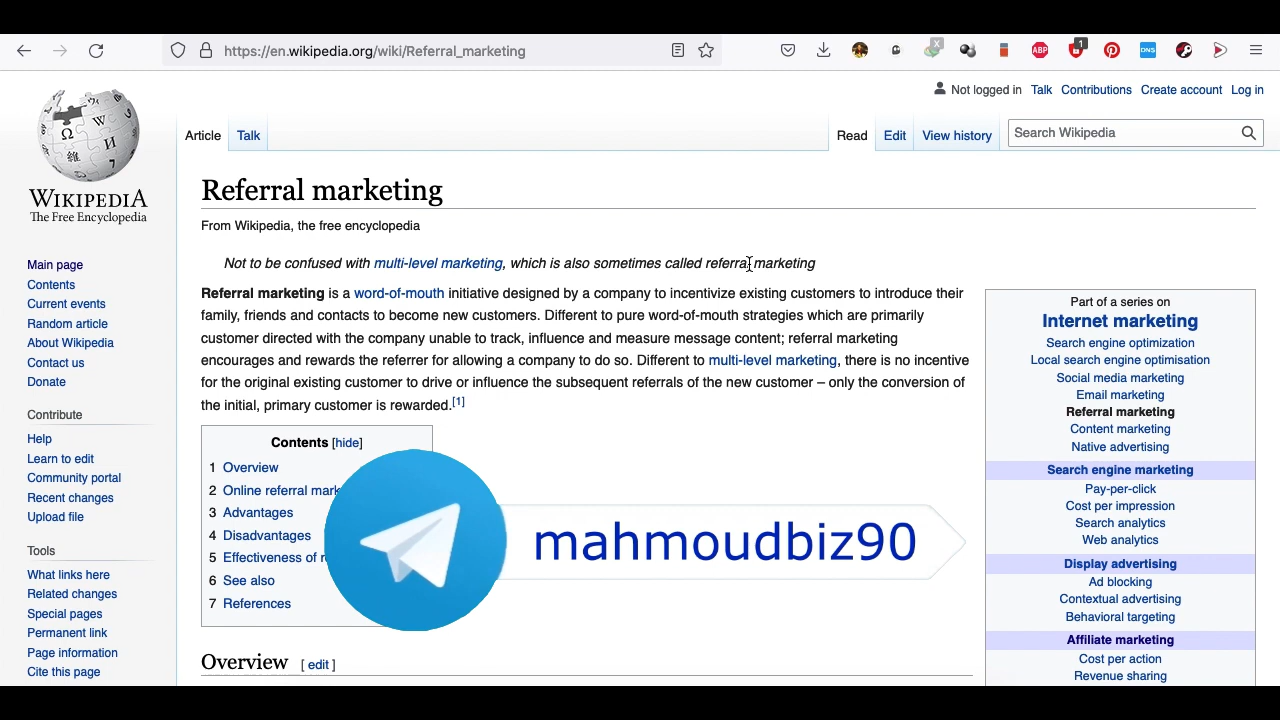 https://en.wikipedia.org/wiki/Referral_marketing
X
1
ABP
DNS
Not logged in Talk Contributions Create account Log in
Article Talk
Read Edit View history
Search Wikipedia
Ω W И 維 7
WIKIPEDIA
The Free Encyclopedia
Main page
Contents
Current events
Random article
About Wikipedia
Contact us
Donate
Contribute
Help
Learn to edit
Community portal
Recent changes
Upload file
Tools
What links here
Related changes
Special pages
Permanent link
Page information
Cite this page
Referral marketing
From Wikipedia, the free encyclopedia
Not to be confused with multi-level marketing, which is also sometimes called referral marketing
Referral marketing is a word-of-mouth initiative designed by a company to incentivize existing customers to introduce their
family, friends and contacts to become new customers. Different to pure word-of-mouth strategies which are primarily
customer directed with the company unable to track, influence and measure message content; referral marketing
encourages and rewards the referrer for allowing a company to do so. Different to multi-level marketing, there is no incentive
for the original existing customer to drive or influence the subsequent referrals of the new customer – only the conversion of
the initial, primary customer is rewarded.[1]
Contents [hide]
1 Overview
2 Online referral mark
3 Advantages
4 Disadvantages
5 Effectiveness of r
6 See also
7 References
mahmoudbiz90
Overview [ edit ]
Part of a series on
Internet marketing
Search engine optimization
Local search engine optimisation
Social media marketing
Email marketing
Referral marketing
Content marketing
Native advertising
Search engine marketing
Pay-per-click
Cost per impression
Search analytics
Web analytics
Display advertising
Ad blocking
Contextual advertising
Behavioral targeting
Affiliate marketing
Cost per action
Revenue sharing